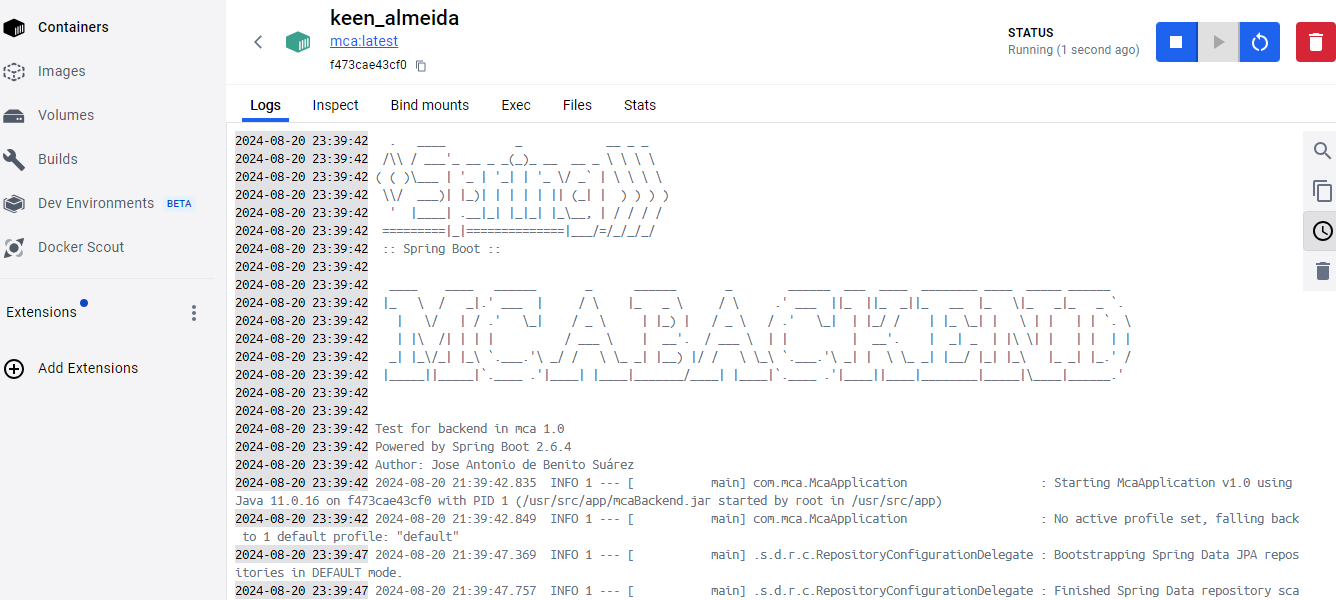 Containers
Images
Volumes
Builds
Dev Environments BETA
Docker Scout
Extensions
Add Extensions
keen_almeida
mca:latest
f473cae43cf0
STATUS
Running (1 second ago)
Logs Inspect Bind mounts Exec Files Stats
2024-08-20 23:39:42
2024-08-20 23:39:42
2024-08-20 23:39:42
2024-08-20 23:39:42
2024-08-20 23:39:42
2024-08-20 23:39:42
2024-08-20 23:39:42 :: Spring Boot ::
2024-08-20 23:39:42
2024-08-20 23:39:42
2024-08-20 23:39:42
2024-08-20 23:39:42
2024-08-20 23:39:42
2024-08-20 23:39:42
2024-08-20 23:39:42
2024-08-20 23:39:42
2024-08-20 23:39:42
2024-08-20 23:39:42 Test for backend in mca 1.0
2024-08-20 23:39:42 Powered by Spring Boot 2.6.4
2024-08-20 23:39:42 Author: Jose Antonio de Benito Suárez
2024-08-20 23:39:42 2024-08-20 21:39:42.835 INFO 1 --- [ main] com.mca.McaApplication : Starting McaApplication v1.0 using
Java 11.0.16 on f473cae43cf0 with PID 1 (/usr/src/app/mcaBackend.jar started by root in /usr/src/app)
2024-08-20 23:39:42 2024-08-20 21:39:42.849 INFO 1 --- [ main] com.mca.McaApplication : No active profile set, falling back
to 1 default profile: "default"
2024-08-20 23:39:47 2024-08-20 21:39:47.369 INFO 1 --- [ main] .s.d.r.c.RepositoryConfigurationDelegate : Bootstrapping Spring Data JPA repos
itories in DEFAULT mode.
2024-08-20 23:39:47 2024-08-20 21:39:47.757 INFO 1 --- [ main] .s.d.r.c.RepositoryConfigurationDelegate : Finished Spring Data repository sca